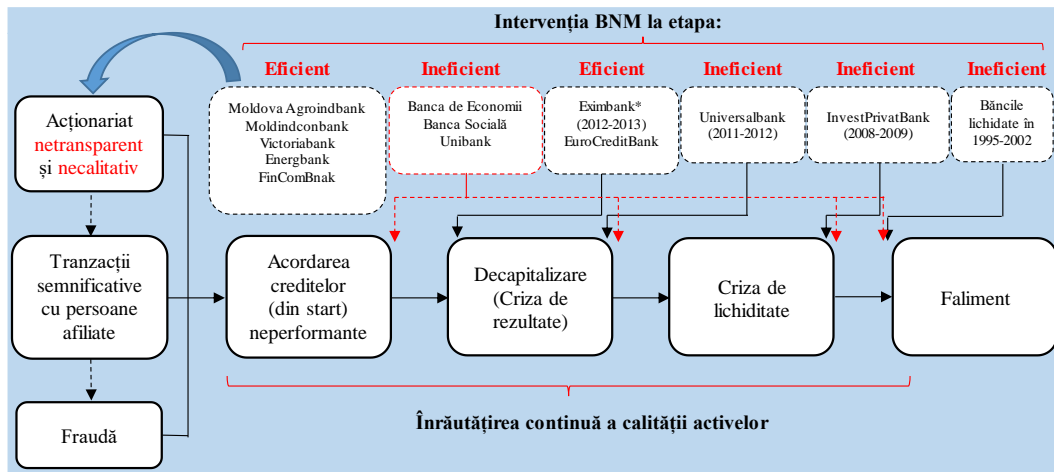 Intervenția BNM la etapa:
Eficient
Ineficient
Eficient
Ineficient
Ineficient
Ineficient
Acționariat
netransparent
și necalitativ
Moldova Agroindbank
Moldindconbank
Victoriabank
Energbank
FinComBnak
Banca de Economii
Banca Socială
Unibank
Eximbank*
(2012-2013)
EuroCreditBank
Universalbank
(2011-2012)
InvestPrivatBank
(2008-2009)
Băncile
lichidate în
1995-2002
Tranzacții
semnificative
cu persoane
afiliate
Acordarea
creditelor
(din start)
neperformante
Decapitalizare
(Criza de
rezultate)
Criza de
lichiditate
Faliment
Fraudă
Înrăutățirea continuă a calității activelor